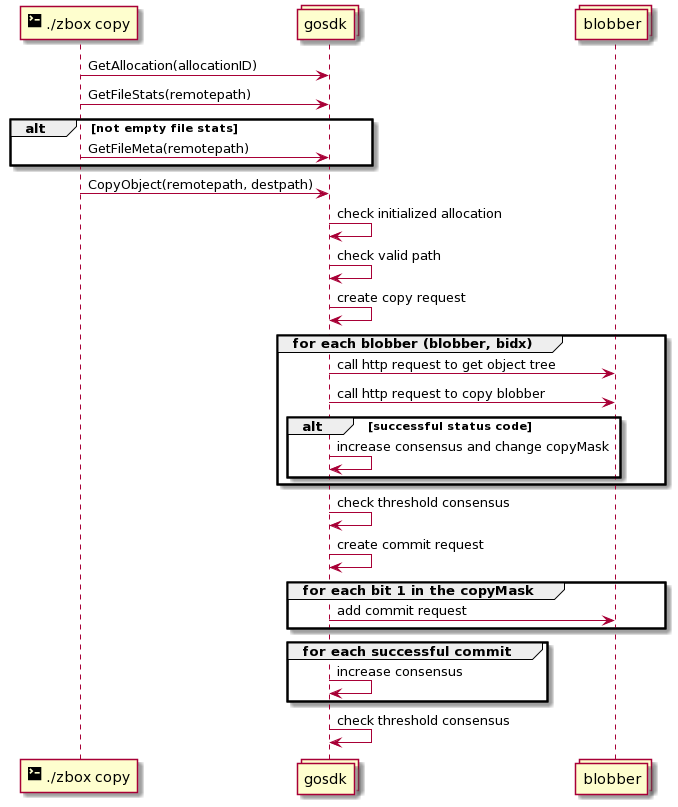 ./zbox copy
gosdk
blobber
GetAllocation(allocationID)
GetFileStats(remotepath)
alt
[not empty file stats]
GetFileMeta(remotepath)
CopyObject(remotepath, destpath)
check initialized allocation
check valid path
create copy request
for each blobber (blobber, bidx)
call http request to get object tree
call http request to copy blobber
alt
[successful status code]
increase consensus and change copyMask
check threshold consensus
create commit request
for each bit 1 in the copyMask
add commit request
for each successful commit
increase consensus
check threshold consensus
./zbox copy
gosdk
blobber